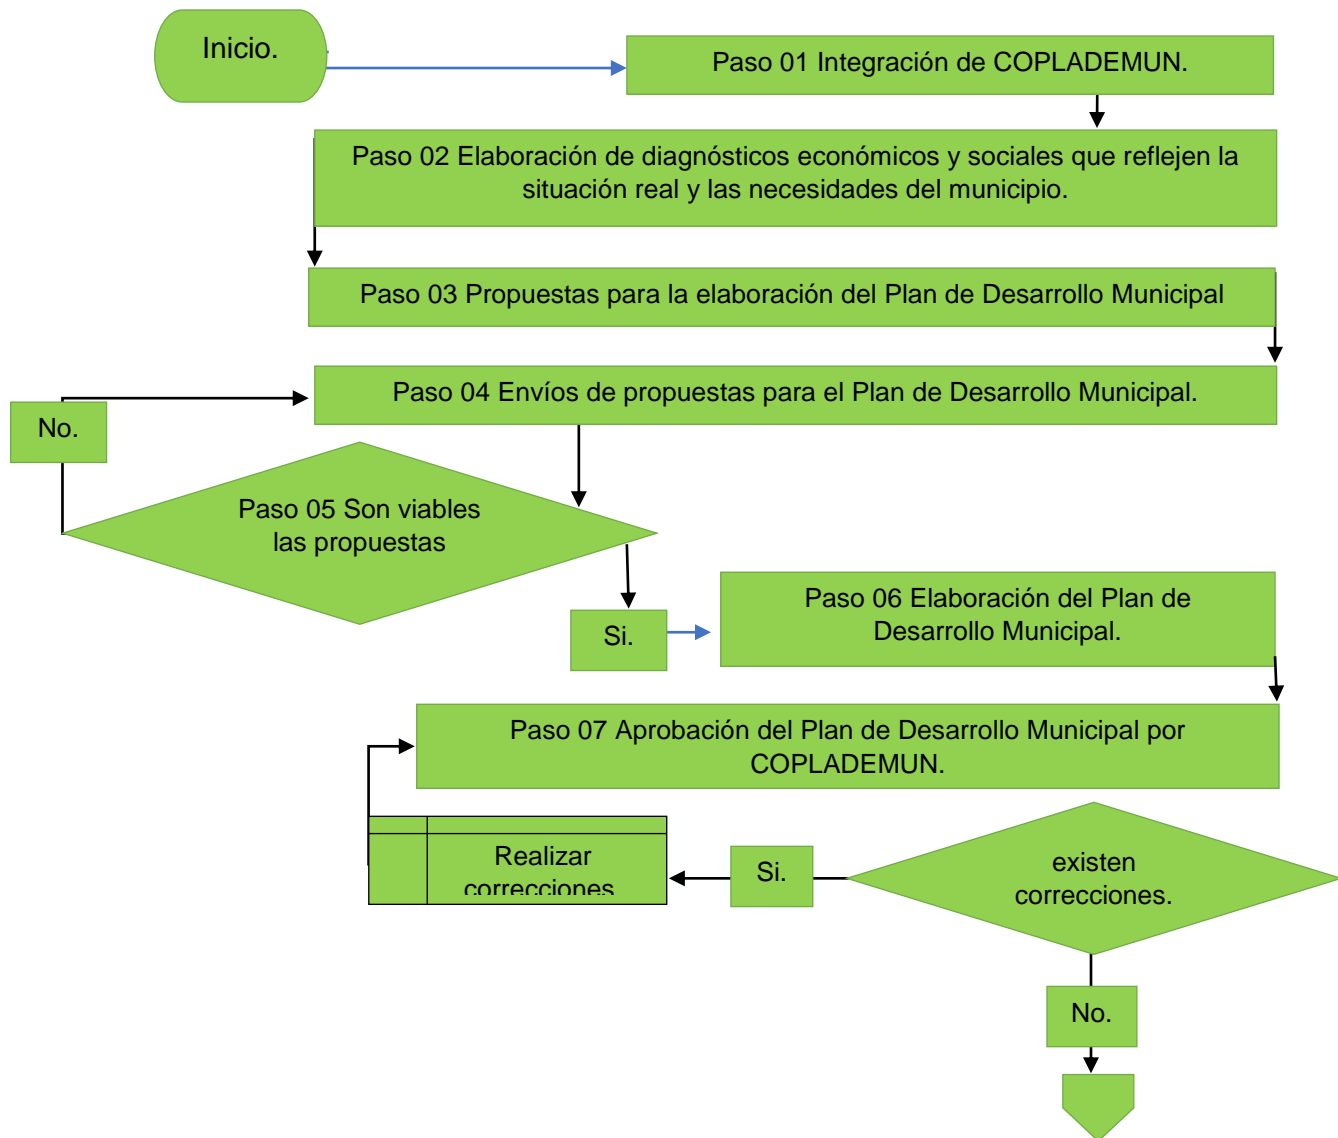 Inicio.
Paso 01 Integración de COPLADEMUN.
Paso 02 Elaboración de diagnósticos económicos y sociales que reflejen la
situación real y las necesidades del municipio.
Paso 03 Propuestas para la elaboración del Plan de Desarrollo Municipal
Paso 04 Envíos de propuestas para el Plan de Desarrollo Municipal.
No.
Paso 05 Son viables
las propuestas
Si.
Paso 06 Elaboración del Plan de
Desarrollo Municipal.
Paso 07 Aprobación del Plan de Desarrollo Municipal por
COPLADEMUN.
existen
correcciones.
Si.
Realizar
correcciones
No.